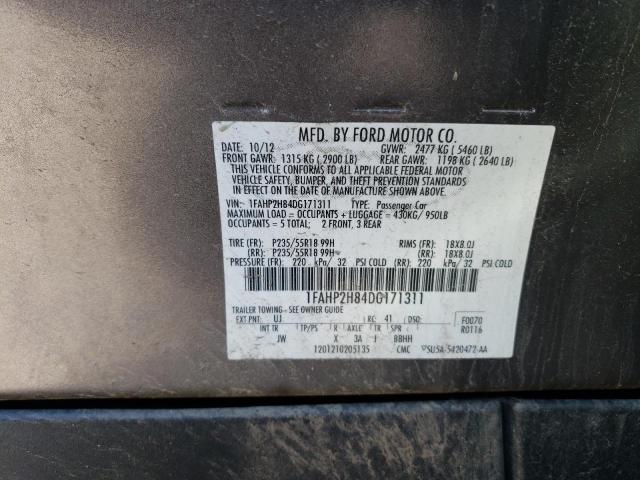 MFD. BY FORD MOTOR CO.
DATE: 10/12 GVWR: 2477 KG ( 5460 LB)
FRONT GAWR: 1315 KG ( 2900 LB) REAR GAWR: 1198 KG ( 2640 LB)
THIS VEHICLE CONFORMS TO ALL APPLICABLE FEDERAL MOTOR
VEHICLE SAFETY, BUMPER, AND THEFT PREVENTION STANDARDS
IN EFFECT ON THE DATE OF MANUFACTURE SHOWN ABOVE.
VIN: 1FAHP2H84DG171311 TYPE: Passenger Car
MAXIMUM LOAD = OCCUPANTS + LUGGAGE = 430KG/ 950LB
OCCUPANTS = 5 TOTAL; 2 FRONT, 3 REAR
TIRE (FR): P235/55R18 99H RIMS (FR): 18X8.0J
(RR): P235/55R18 99H (RR): 18X8.0J
PRESSURE (FR): 220 kPa/ 32 PSI COLD (RR): 220 kPa/ 32 PSI COLD
1FAHP2H84DG171311
TRAILER TOWING - SEE OWNER GUIDE
EXT PNT: UJ RC: 41 DSO: F0070
INT TR TP/PS R AXLE TR SPR R0116
JW X 3A J BBHH
1201210205135 CMC